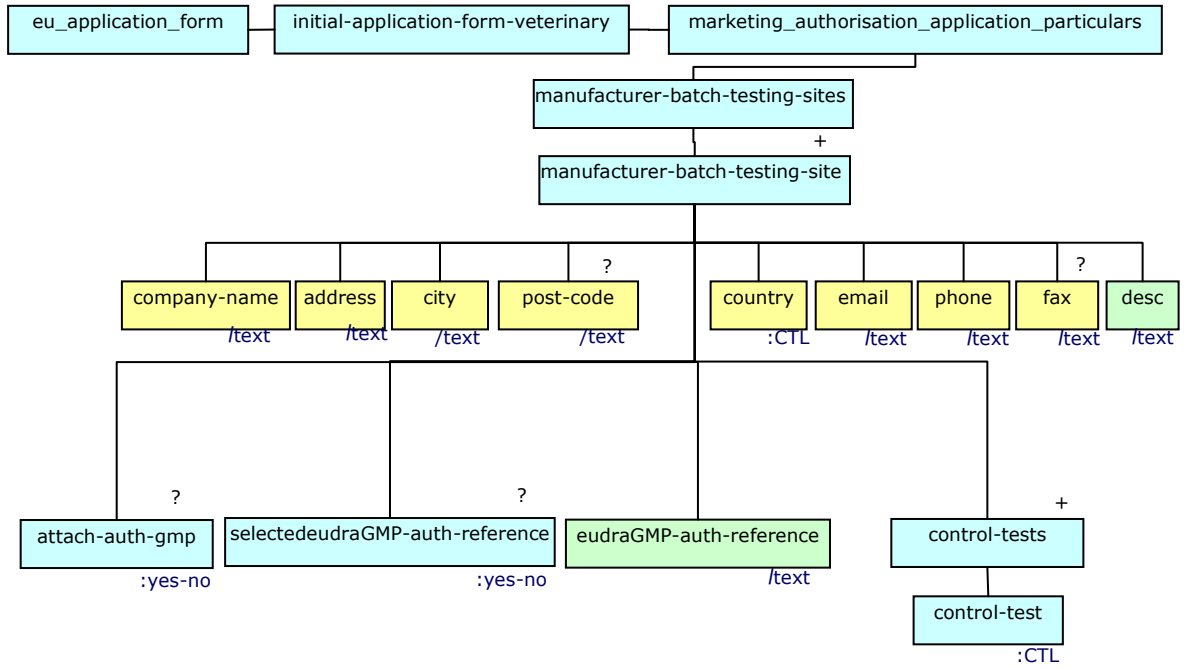 eu_application_form
initial-application-form-veterinary
marketing_authorisation_application_particulars
manufacturer-batch-testing-sites
+
manufacturer-batch-testing-site
?
?
company-name
address
city
post-code
country
email
phone
fax
desc
/text
/text
/text
/text
:CTL
/text
/text
/text
/text
?
?
+
attach-auth-gmp
selectedeudraGMP-auth-reference
eudraGMP-auth-reference
control-tests
:yes-no
:yes-no
/text
control-test
:CTL